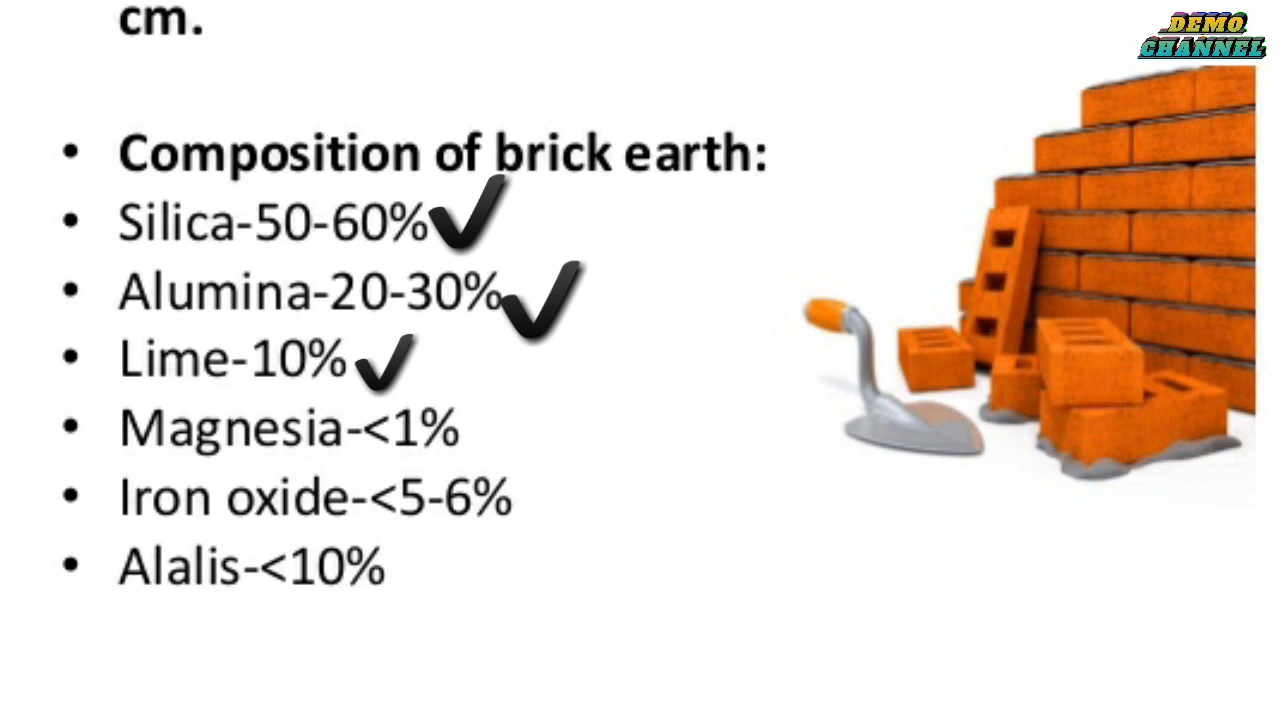 cm.
DEMO
CHANNEL
• Composition of brick earth:
• Silica-50-60%
• Alumina-20-30%
• Lime-10%
• Magnesia-<1%
• Iron oxide-<5-6%
• Alalis-<10%